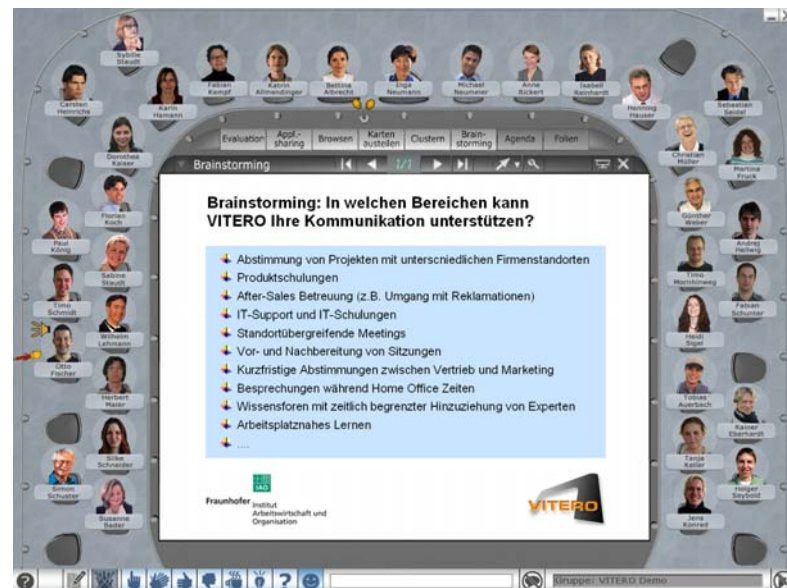 Sybille
Staudt
Carsten
Heinrichs
Karin
Hamann
Fabian
Kempf
Katrin
Allmendinger
Bettina
Albrecht
Inga
Neumann
Michael
Neumeier
Anne
Rickert
Isabell
Reinhardt
Henning
Hauser
Sebastian
Seidel
Dorothea
Kaiser
Christian
Müller
Martina
Fruck
Florian
Koch
Günther
Weber
Paul
König
Andrej
Hellwig
Sabine
Staudt
Timo
Timo
Schmidt
Fabian
Schunter
Wilhelm
Lehmann
Heidi
Sigel
Otto
Fischer
Herbert
Maier
Tobias
Auerbach
Rainer
Eberhardt
Silke
Schneider
Tanja
Keller
Simon
Schuster
Holger
Seybold
Susanne
Bader
Jens
Konrad
Evaluation
Appl.-
sharing
Browsen
Karten
austeilen
Clustern
Brain-
storming
Agenda
Folien
Brainstorming
1/1
Brainstorming: In welchen Bereichen kann
VITERO Ihre Kommunikation unterstützen?
Abstimmung von Projekten mit unterscniedlichen Firmenstandorten
Produktschulungen
After-Sales Betreuung (z.B. Umgang mit Reklamationen)
IT-Support und IT-Schulungen
Standortübergreifende Meetings
Vor- und Nachbereitung von Sitzungen
Kurzfristige Abstimmungen zwischen Vertrieb und Marketing
Besprechungen während Home Office Zeiten
Wissensforen mit zeitlich begrenzter Hinzuziehung von Experten
Arbeitsplatznahes Lernen
....
IAO
Fraunhofer Institut
Arbeitswirtschaft und
Organisation
VITERO
Gruppe: VITERO Demo